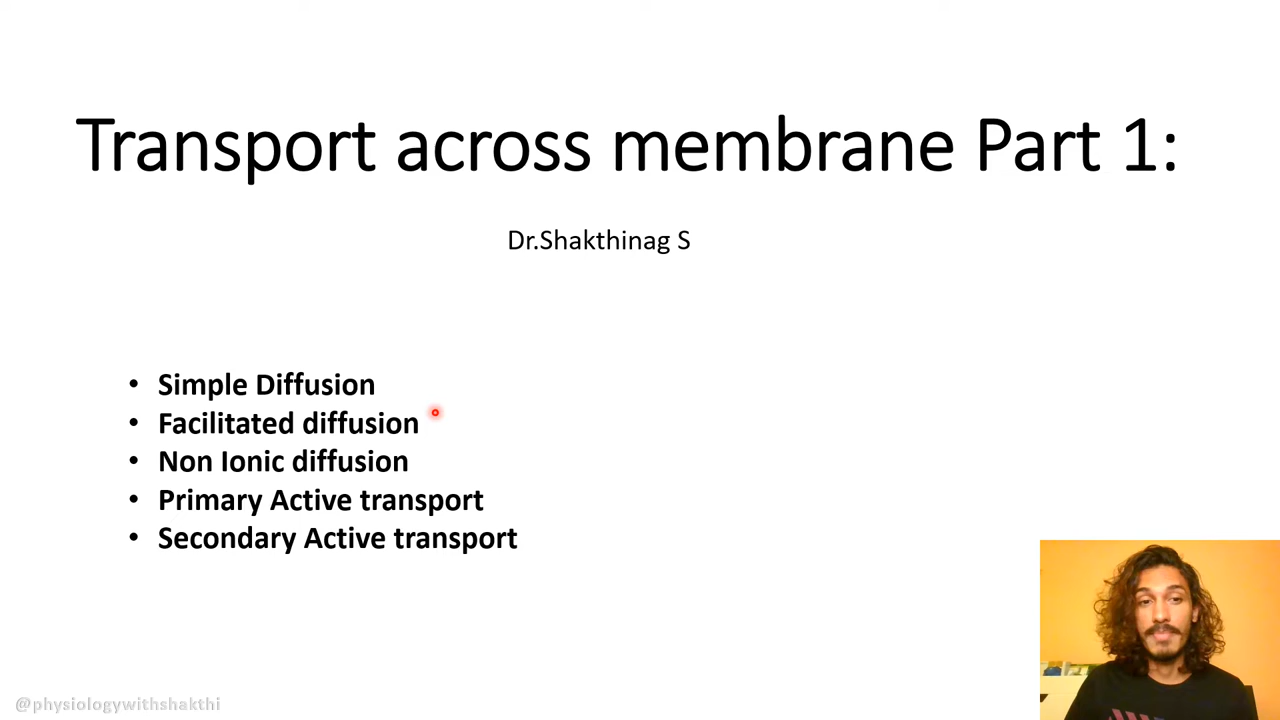 Transport across membrane Part 1:
Dr.Shakthinag S
• Simple Diffusion
• Facilitated diffusion
• Non Ionic diffusion
• Primary Active transport
• Secondary Active transport
@physiologywithshakthi